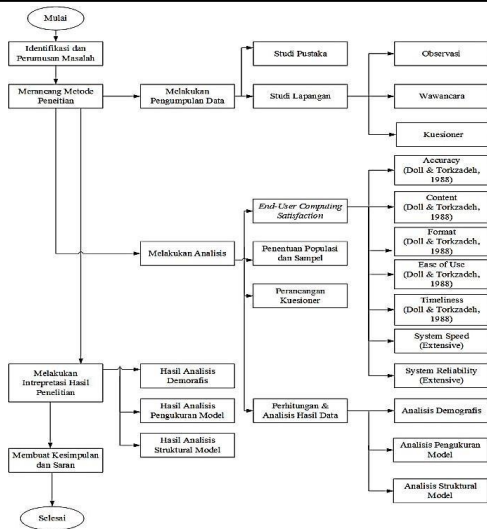 Mulai
Identifikasi dan
Perumusan Masalah
Merancang Metode
Peneitian
Melakukan
Pengumpulan Data
Studi Pustaka
Studi Lapangan
Observasi
Wawancara
Kuesioner
Melakukan Analisis
End-User Computing
Satisfaction
Penentuan Populasi
dan Sampel
Perancangan
Kuesioner
Perhitungan &
Analisis Hasil Data
Accuracy
(Doll & Torkzadeh,
1988)
Content
(Doll & Torkzadeh,
1988)
Format
(Doll & Torkzadeh,
1988)
Ease of Use
(Doll & Torkzadeh,
1988)
Timeliness
(Doll & Torkzadeh,
1988)
System Speed
(Extensive)
System Reliability
(Extensive)
Analisis Demografis
Analisis Pengukuran
Model
Analisis Struktural
Model
Melakukan
Intrepretasi Hasil
Penelitian
Hasil Analisis
Demorafis
Hasil Analisis
Pengukuran Model
Hasil Analisis
Struktural Model
Membuat Kesimpulan
dan Saran
Selesai